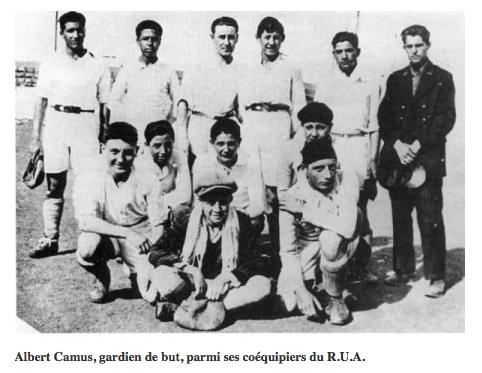 Albert Camus, gardien de but, parmi ses coéquipiers du R.U.A.